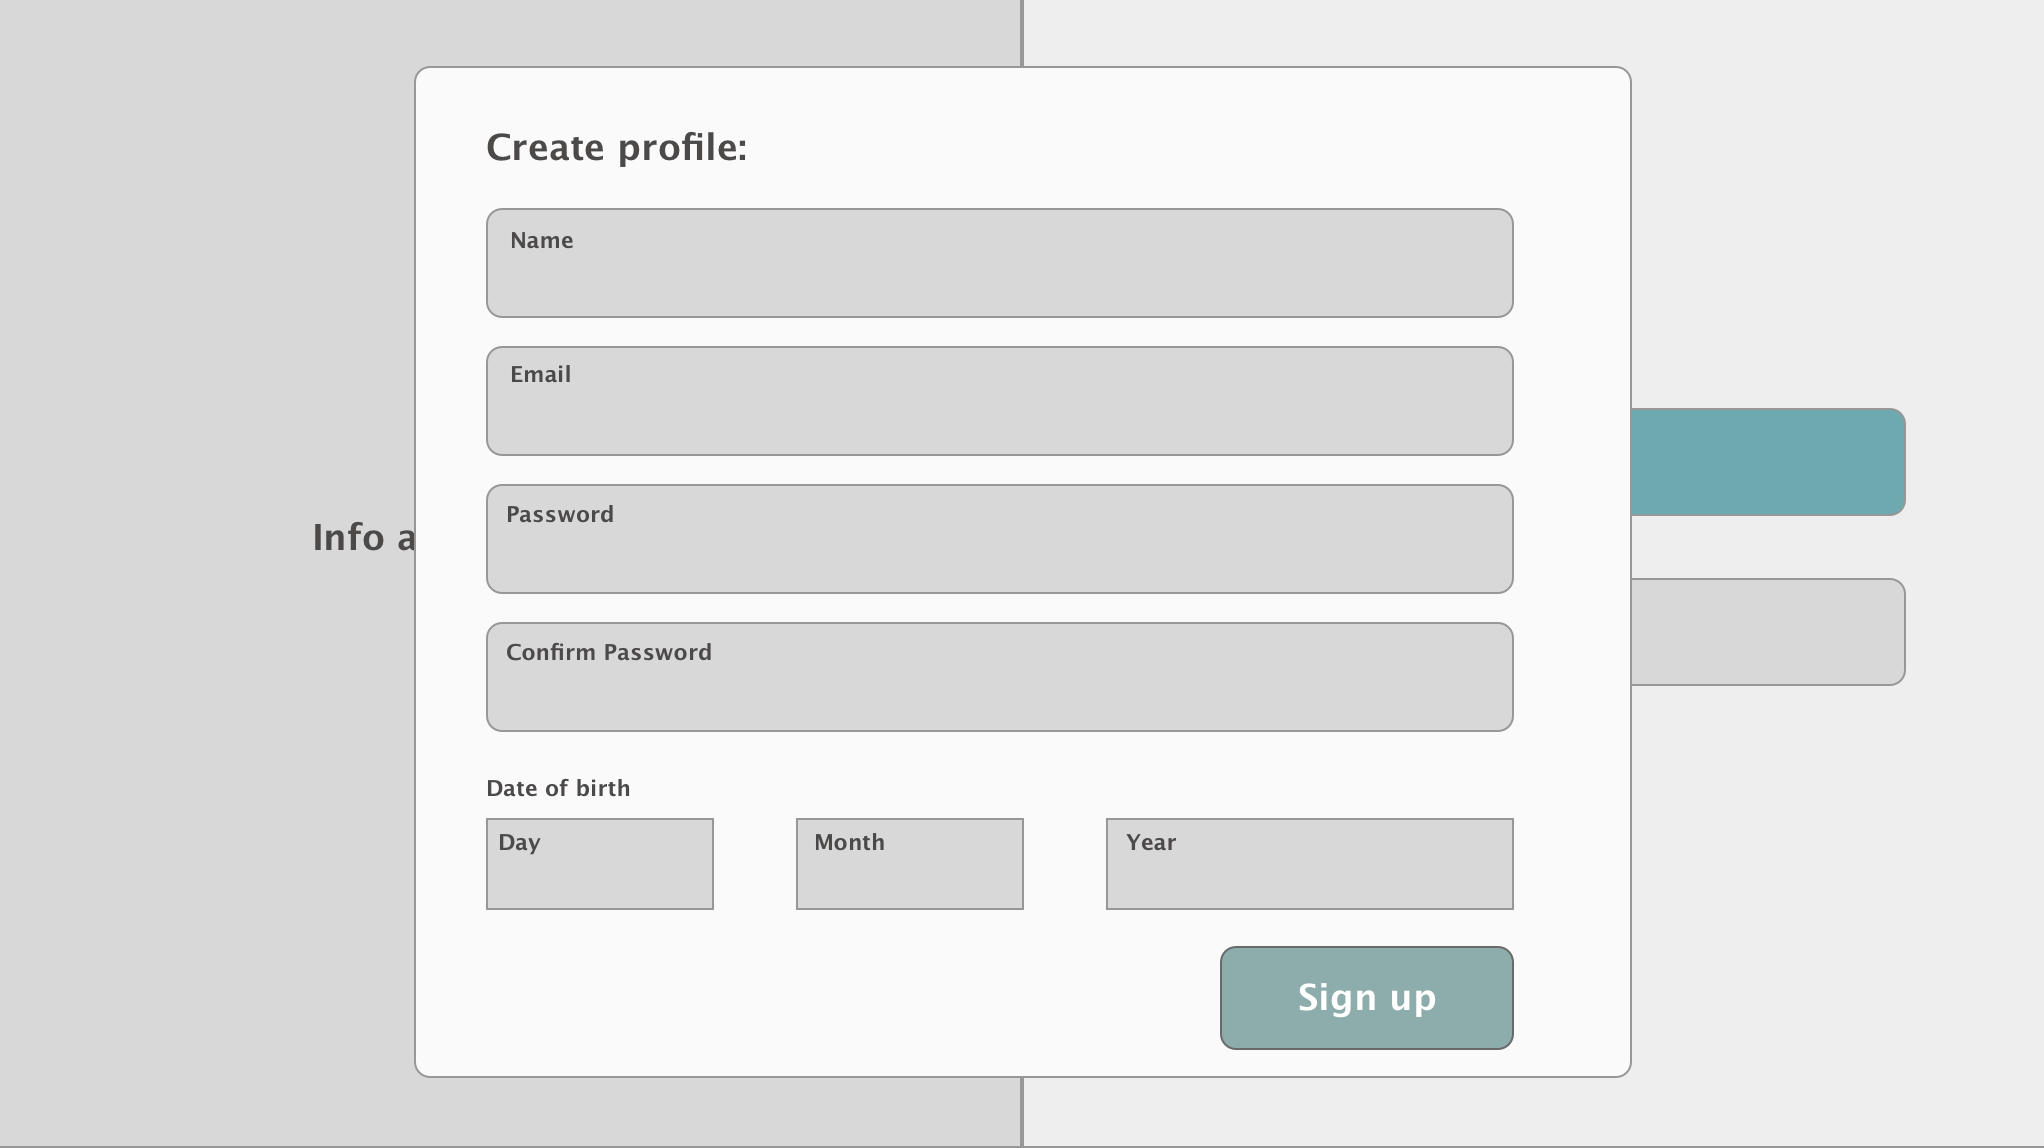 Create profile:
Name
Email
Password
Info a
Confirm Password
Date of birth
Day Month Year
Sign up